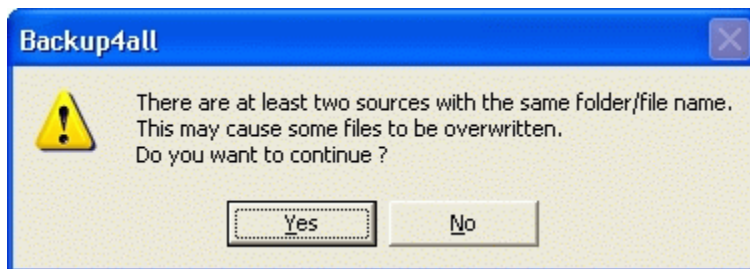 Backup4all
There are at least two sources with the same folder/file name.
This may cause some files to be overwritten.
Do you want to continue ?
Yes No